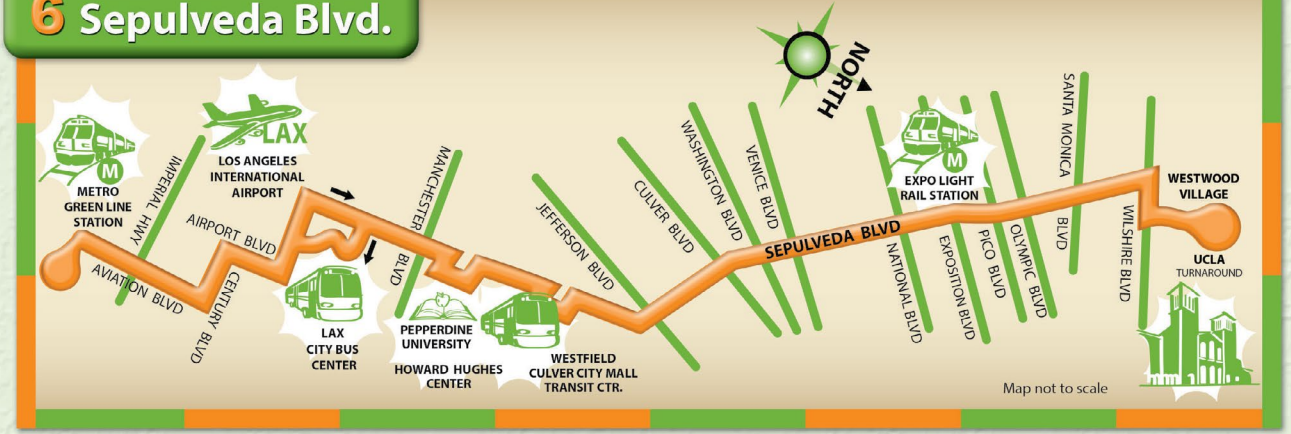 6 Sepulveda Blvd.
NORTH
M
METRO
GREEN LINE
STATION
IMPERIAL HWY
LAX
LOS ANGELES
INTERNATIONAL
AIRPORT
AVIATION BLVD
AIRPORT BLVD
CENTURY BLVD
LAX
CITY BUS
CENTER
MANCHESTER BLVD
PEPPERDINE
UNIVERSITY
HOWARD HUGHES
CENTER
WESTFIELD
CULVER CITY MALL
TRANSIT CTR.
JEFFERSON BLVD
CULVER BLVD
WASHINGTON BLVD
VENICE BLVD
SEPULVEDA BLVD
NATIONAL BLVD
M
EXPO LIGHT
RAIL STATION
EXPOSITION BLVD
PICO BLVD
OLYMPIC BLVD
SANTA MONICA BLVD
WILSHIRE BLVD
WESTWOOD
VILLAGE
UCLA
TURNAROUND
Map not to scale